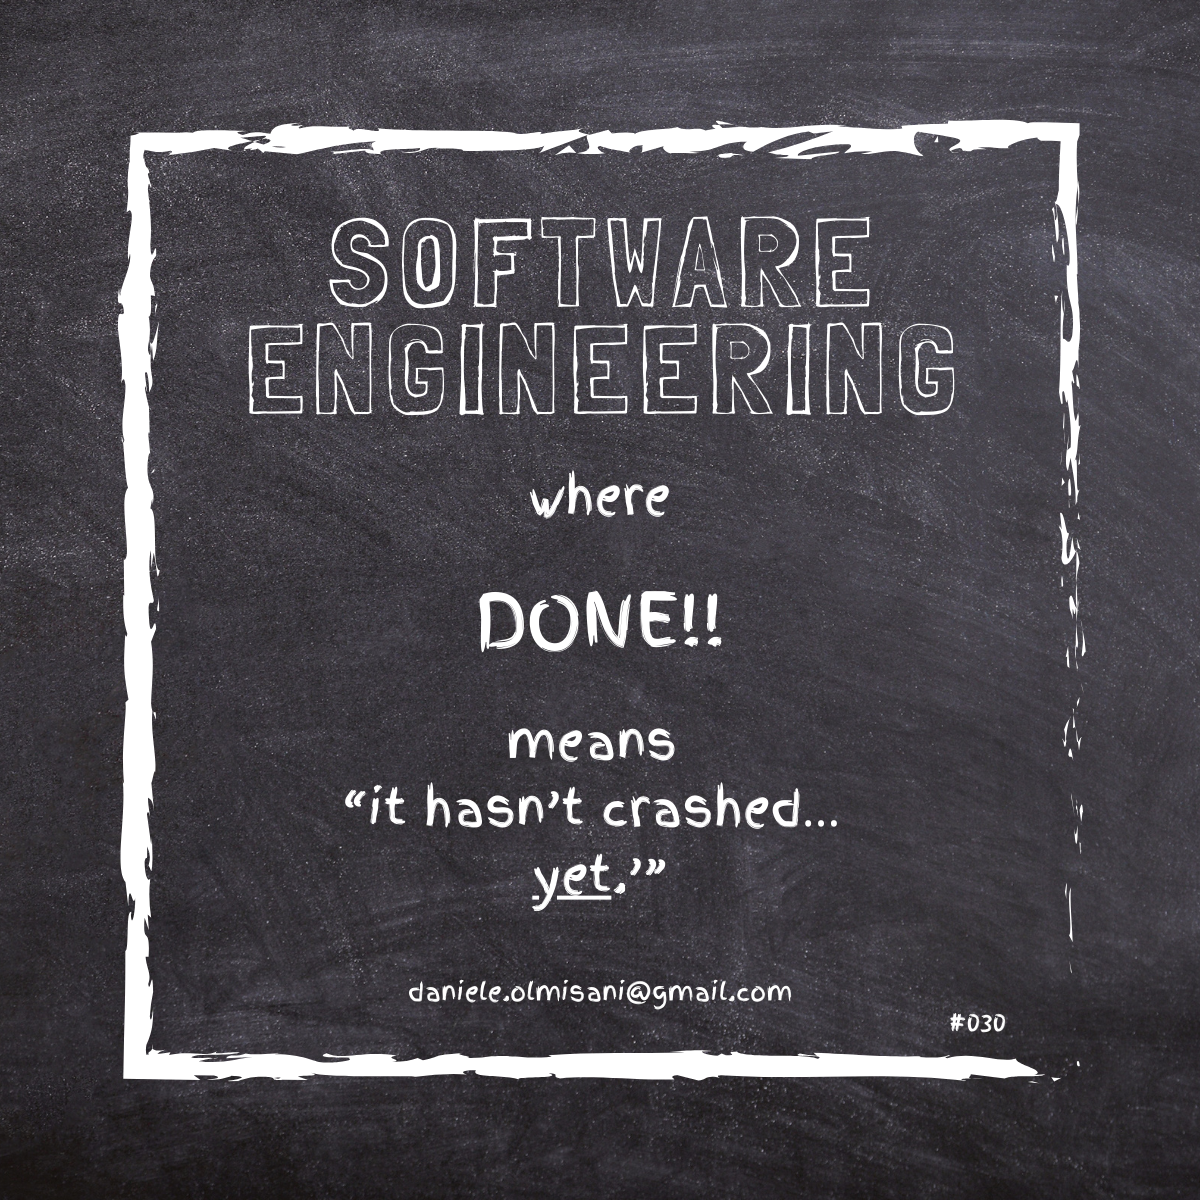 SOFTWARE
ENGINEERING
where
DONE!!
means
“it hasn’t crashed...
yet.’”
daniele.olmisani@gmail.com
#030